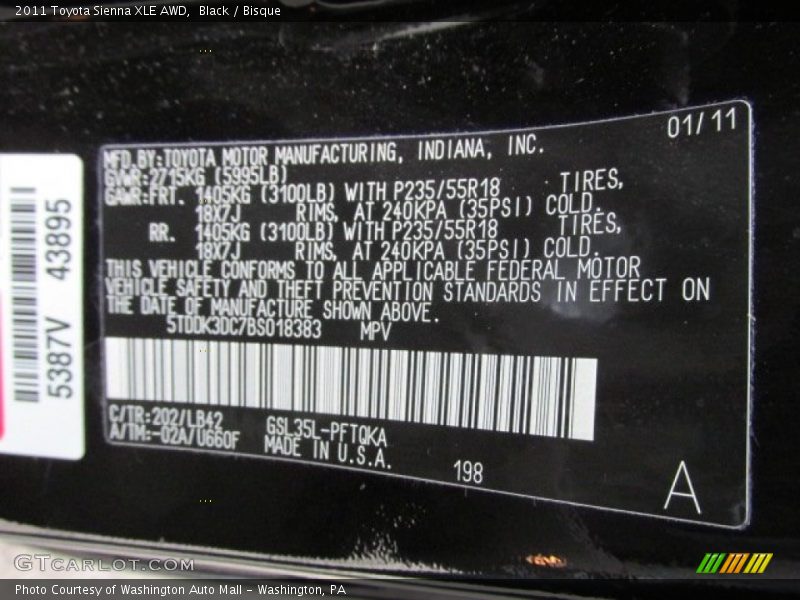 2011 Toyota Sienna XLE AWD, Black / Bisque
01/11
MFD.BY:TOYOTA MOTOR MANUFACTURING, INDIANA, INC.
GVWR:2715KG (5995LB)
GAWR:FRT. 1405KG (3100LB) WITH P235/55R18 TIRES,
18X7J RIMS, AT 240KPA (35PSI) COLD.
RR. 1405KG (3100LB) WITH P235/55R18 TIRES,
18X7J RIMS, AT 240KPA (35PSI) COLD.
THIS VEHICLE CONFORMS TO ALL APPLICABLE FEDERAL MOTOR
VEHICLE SAFETY AND THEFT PREVENTION STANDARDS IN EFFECT ON
THE DATE OF MANUFACTURE SHOWN ABOVE.
5TDDK3DC7BS018383 MPV
C/TR:202/LB42 GSL35L-PFTQKA
A/TM:-02A/U660F MADE IN U.S.A.
198
A
5387V 43895
GTCARLOT.COM
Photo Courtesy of Washington Auto Mall - Washington, PA